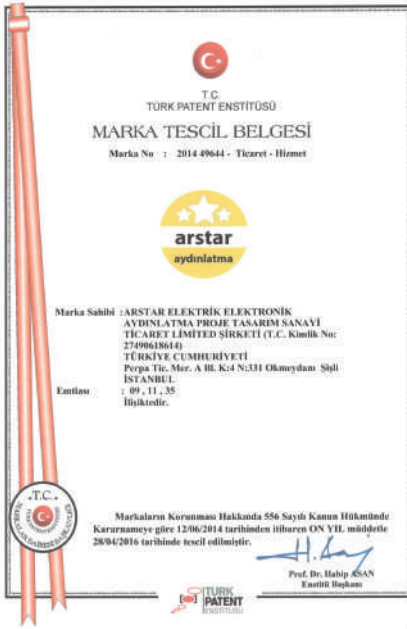 T.C.
TÜRK PATENT ENSTİTÜSÜ
MARKA TESCİL BELGESİ
Marka No : 2014 49644 - Ticaret - Hizmet
arstar
aydınlatma
Marka Sahibi : ARSTAR ELEKTRİK ELEKTRONİK
AYDINLATMA PROJE TASARIM SANAYİ
TİCARET LİMİTED ŞİRKETİ (T.C. Kimlik No:
27490618614)
TÜRKİYE CUMHURİYETİ
Perpa Tic. Mer. A Bl. K:4 N:331 Okmeydanı Şişli
İSTANBUL
Emtiası : 09 , 11 , 35
İlişiktedir.
T.C.
Markaların Korunması Hakkında 556 Sayılı Kanun Hükmünde
Kararnameye göre 12/06/2014 tarihinden itibaren ON YIL müddetle
28/04/2016 tarihinde tescil edilmiştir.
Prof. Dr. Habip ASAN
Enstitü Başkanı
TÜRK
PATENT
ENSTİTÜSÜ